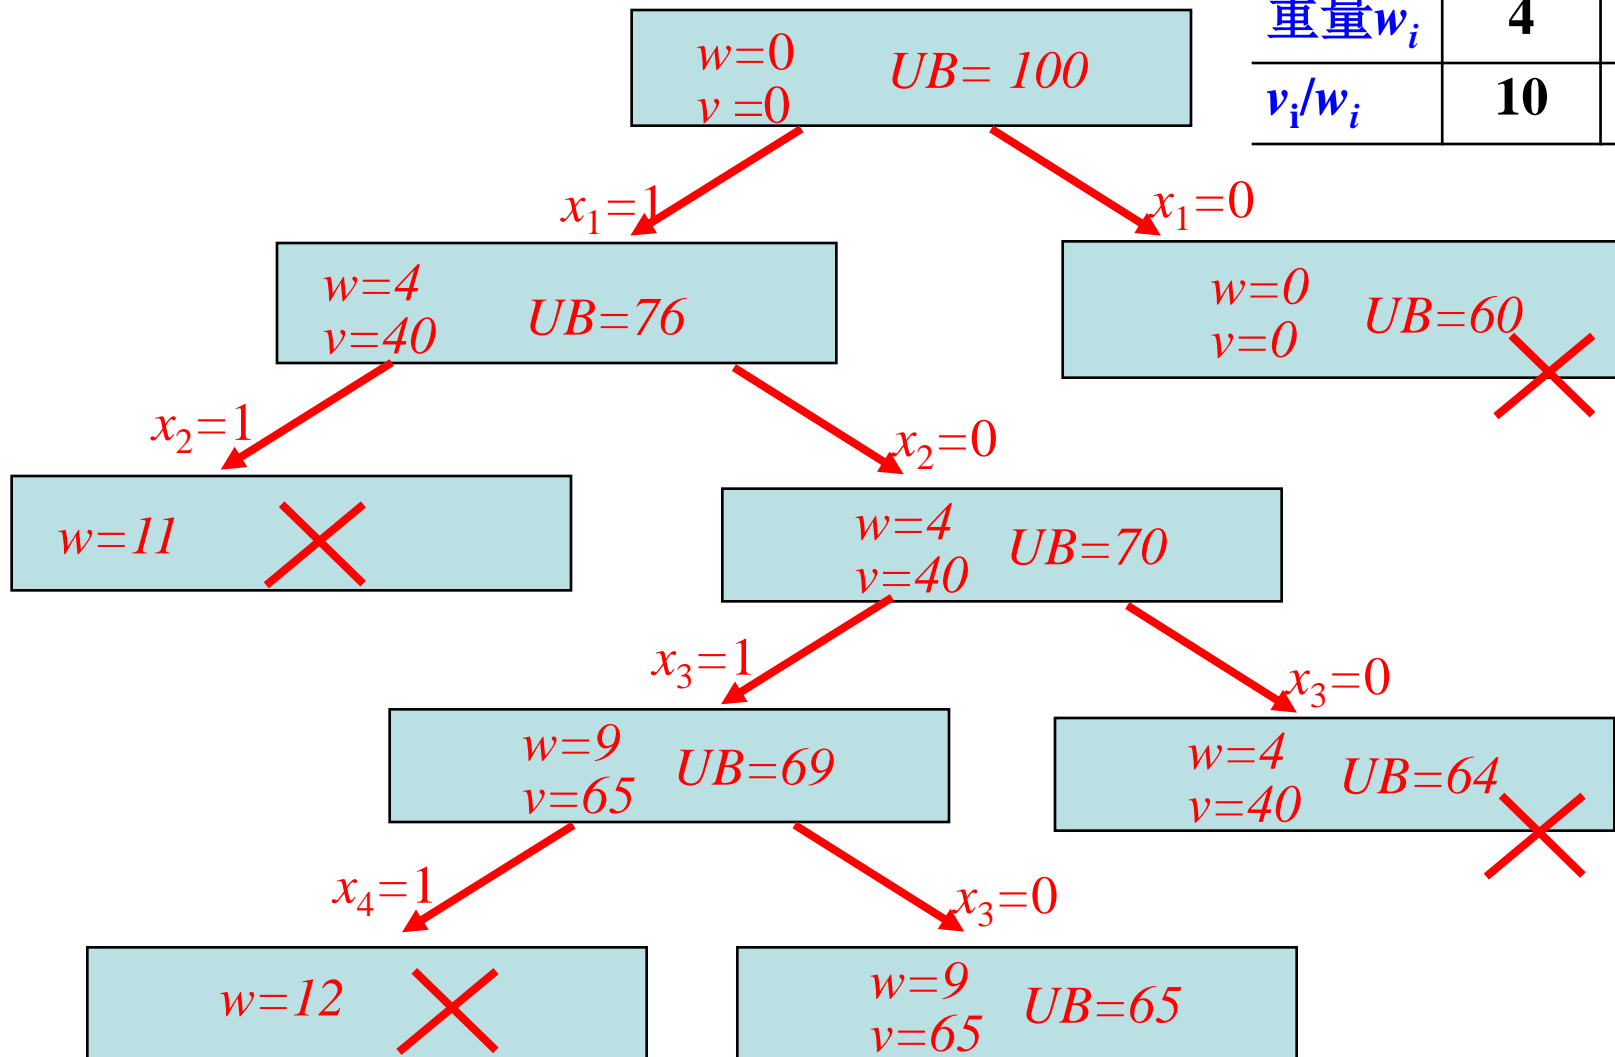 重量wi 4
vi/wi 10
w=0
v =0
UB= 100
x1=1
x1=0
w=4
v=40
UB=76
w=0
v=0
UB=60
x2=1
x2=0
w=11
w=4
v=40
UB=70
x3=1
x3=0
w=9
v=65
UB=69
w=4
v=40
UB=64
x4=1
x3=0
w=12
w=9
v=65
UB=65